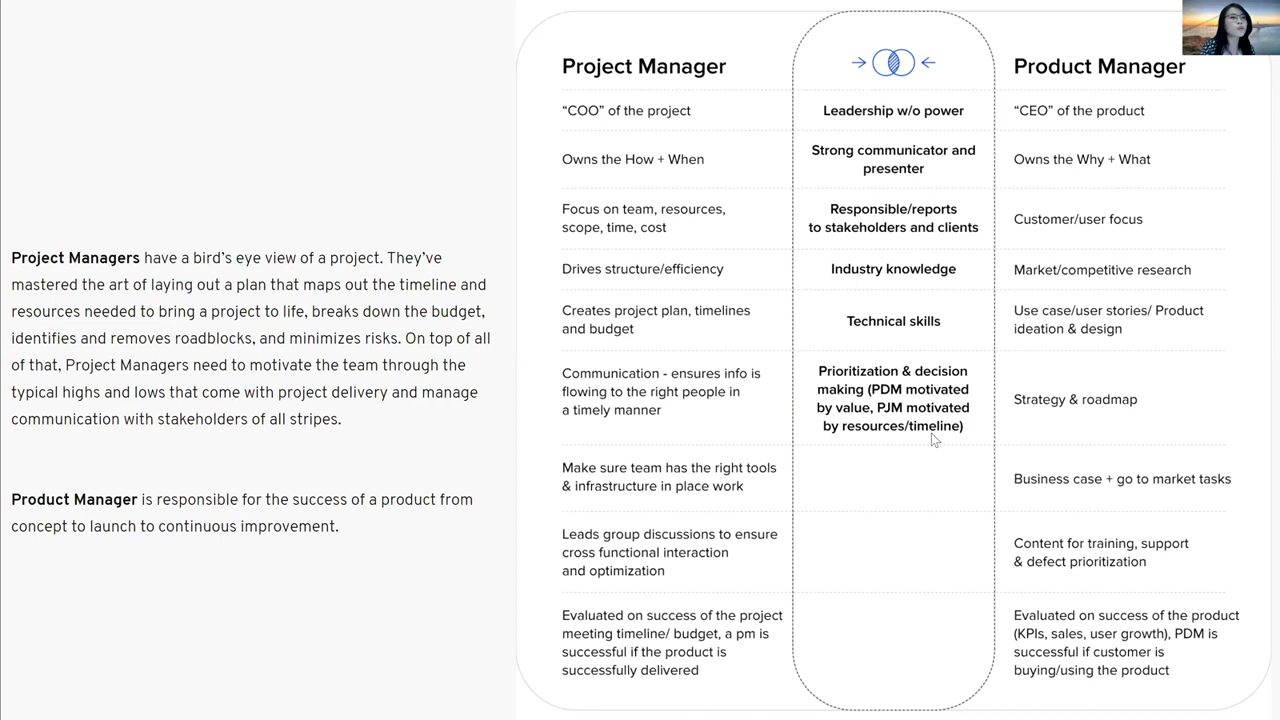 Project Managers have a bird's eye view of a project. They've
mastered the art of laying out a plan that maps out the timeline and
resources needed to bring a project to life, breaks down the budget,
identifies and removes roadblocks, and minimizes risks. On top of all
of that, Project Managers need to motivate the team through the
typical highs and lows that come with project delivery and manage
communication with stakeholders of all stripes.
Product Manager is responsible for the success of a product from
concept to launch to continuous improvement.
Project Manager
Product Manager
“COO” of the project
Leadership w/o power
“CEO” of the product
Owns the How + When
Strong communicator and
presenter
Owns the Why + What
Focus on team, resources,
scope, time, cost
Responsible/reports
to stakeholders and clients
Customer/user focus
Drives structure/efficiency
Industry knowledge
Market/competitive research
Creates project plan, timelines
and budget
Technical skills
Use case/user stories/ Product
ideation & design
Communication - ensures info is
flowing to the right people in
a timely manner
Prioritization & decision
making (PDM motivated
by value, PJM motivated
by resources/timeline)
Strategy & roadmap
Make sure team has the right tools
& infrastructure in place work
Business case + go to market tasks
Leads group discussions to ensure
cross functional interaction
and optimization
Content for training, support
& defect prioritization
Evaluated on success of the project
meeting timeline/ budget, a pm is
successful if the product is
successfully delivered
Evaluated on success of the product
(KPIs, sales, user growth), PDM is
successful if customer is
buying/using the product